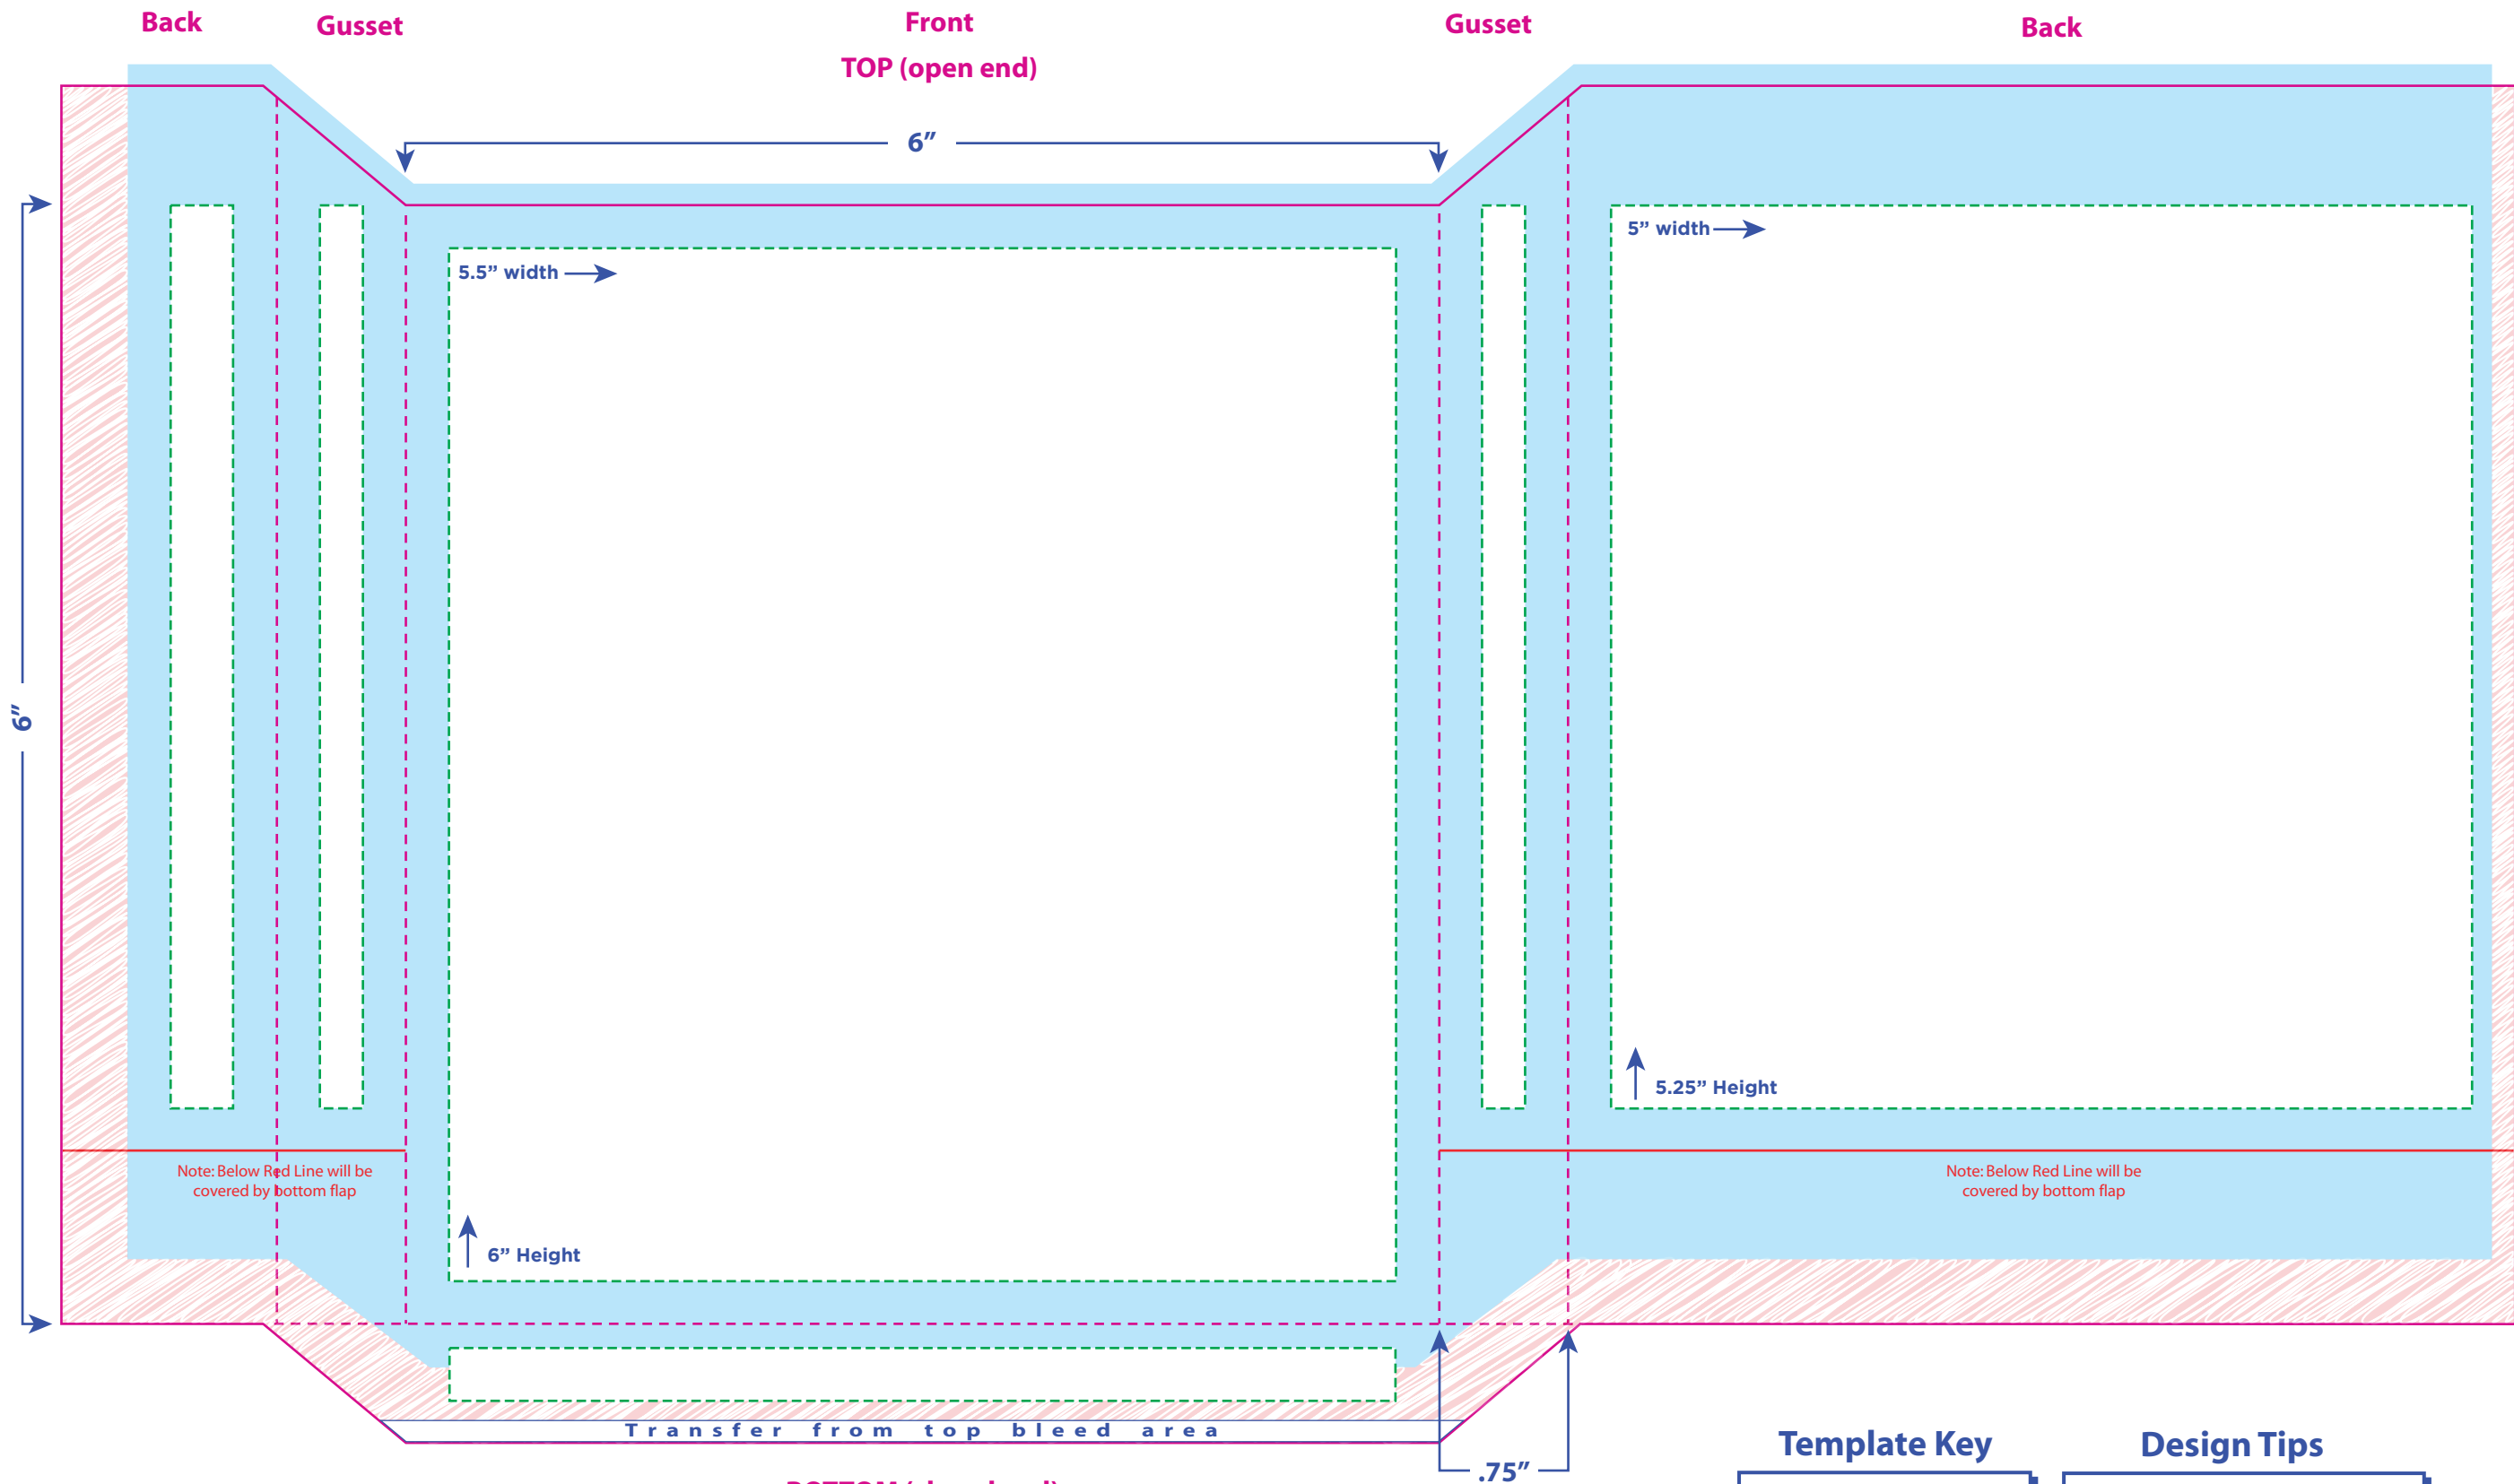 Back
Gusset
Front
Gusset
Back
TOP (open end)
6”
5” width
5.5” width
6”
5.25” Height
Note: Below Red Line will be
covered by bottom flap
Note: Below Red Line will be
covered by bottom flap
6” Height
Transfer from top bleed area
Template Key
Design Tips
.75”